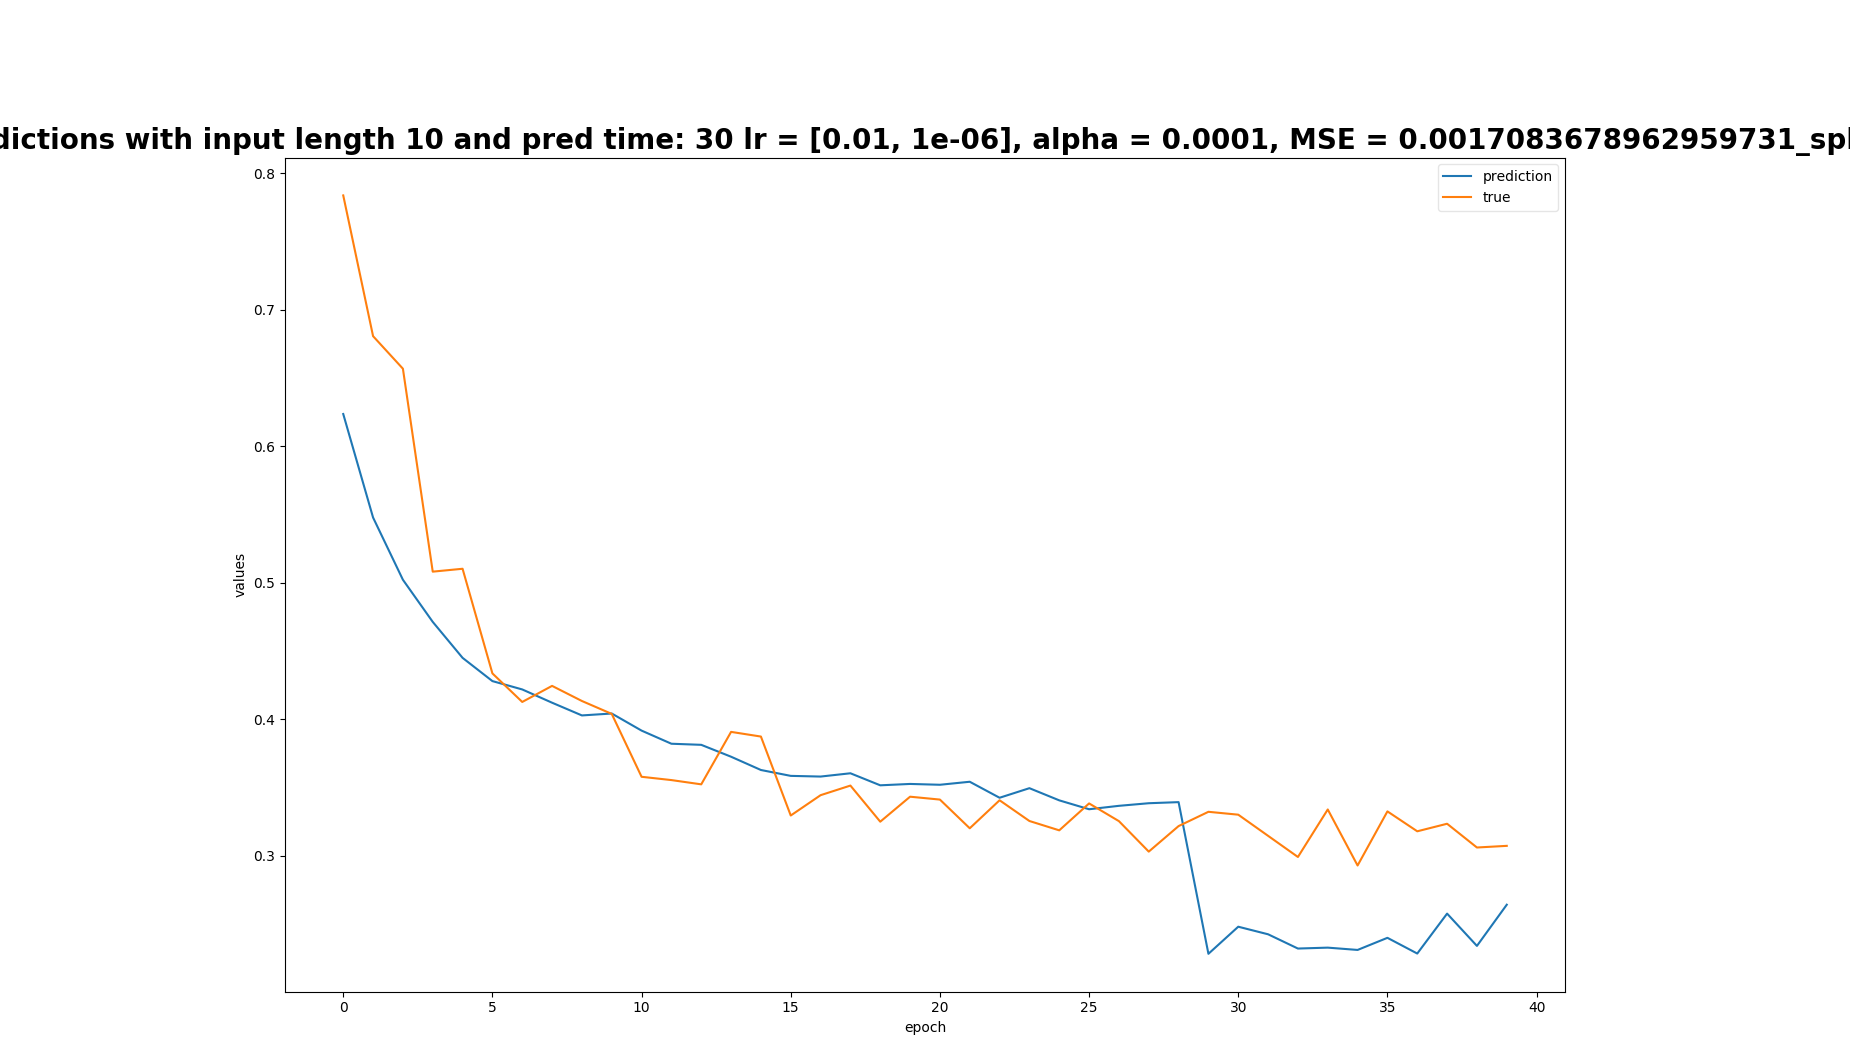 dictions with input length 10 and pred time: 30 lr = [0.01, 1e-06], alpha = 0.0001, MSE = 0.0017083678962959731_spl
prediction
true
0.8
0.7
0.6
0.5
0.4
0.3
values
0 5 10 15 20 25 30 35 40
epoch